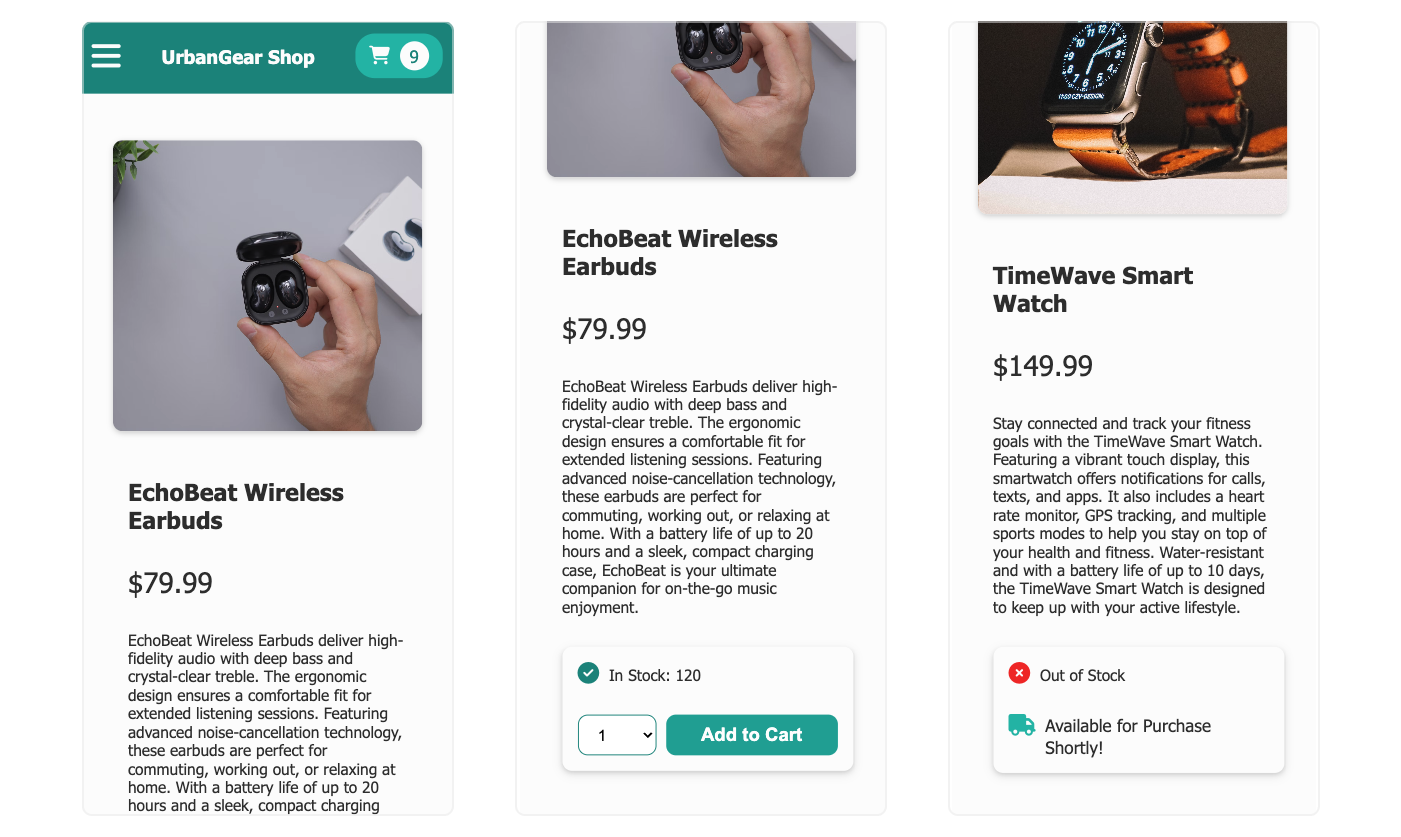 UrbanGear Shop
9
EchoBeat Wireless
Earbuds
$79.99
EchoBeat Wireless Earbuds deliver high-
fidelity audio with deep bass and
crystal-clear treble. The ergonomic
design ensures a comfortable fit for
extended listening sessions. Featuring
advanced noise-cancellation technology,
these earbuds are perfect for
commuting, working out, or relaxing at
home. With a battery life of up to 20
hours and a sleek, compact charging
EchoBeat Wireless
Earbuds
$79.99
EchoBeat Wireless Earbuds deliver high-
fidelity audio with deep bass and
crystal-clear treble. The ergonomic
design ensures a comfortable fit for
extended listening sessions. Featuring
advanced noise-cancellation technology,
these earbuds are perfect for
commuting, working out, or relaxing at
home. With a battery life of up to 20
hours and a sleek, compact charging
case, EchoBeat is your ultimate
companion for on-the-go music
enjoyment.
In Stock: 120
1
Add to Cart
11 12 1
2
3
4
5
6
7
8
9
TimeWave Smart
Watch
$149.99
Stay connected and track your fitness
goals with the TimeWave Smart Watch.
Featuring a vibrant touch display, this
smartwatch offers notifications for calls,
texts, and apps. It also includes a heart
rate monitor, GPS tracking, and multiple
sports modes to help you stay on top of
your health and fitness. Water-resistant
and with a battery life of up to 10 days,
the TimeWave Smart Watch is designed
to keep up with your active lifestyle.
Out of Stock
Available for Purchase
Shortly!